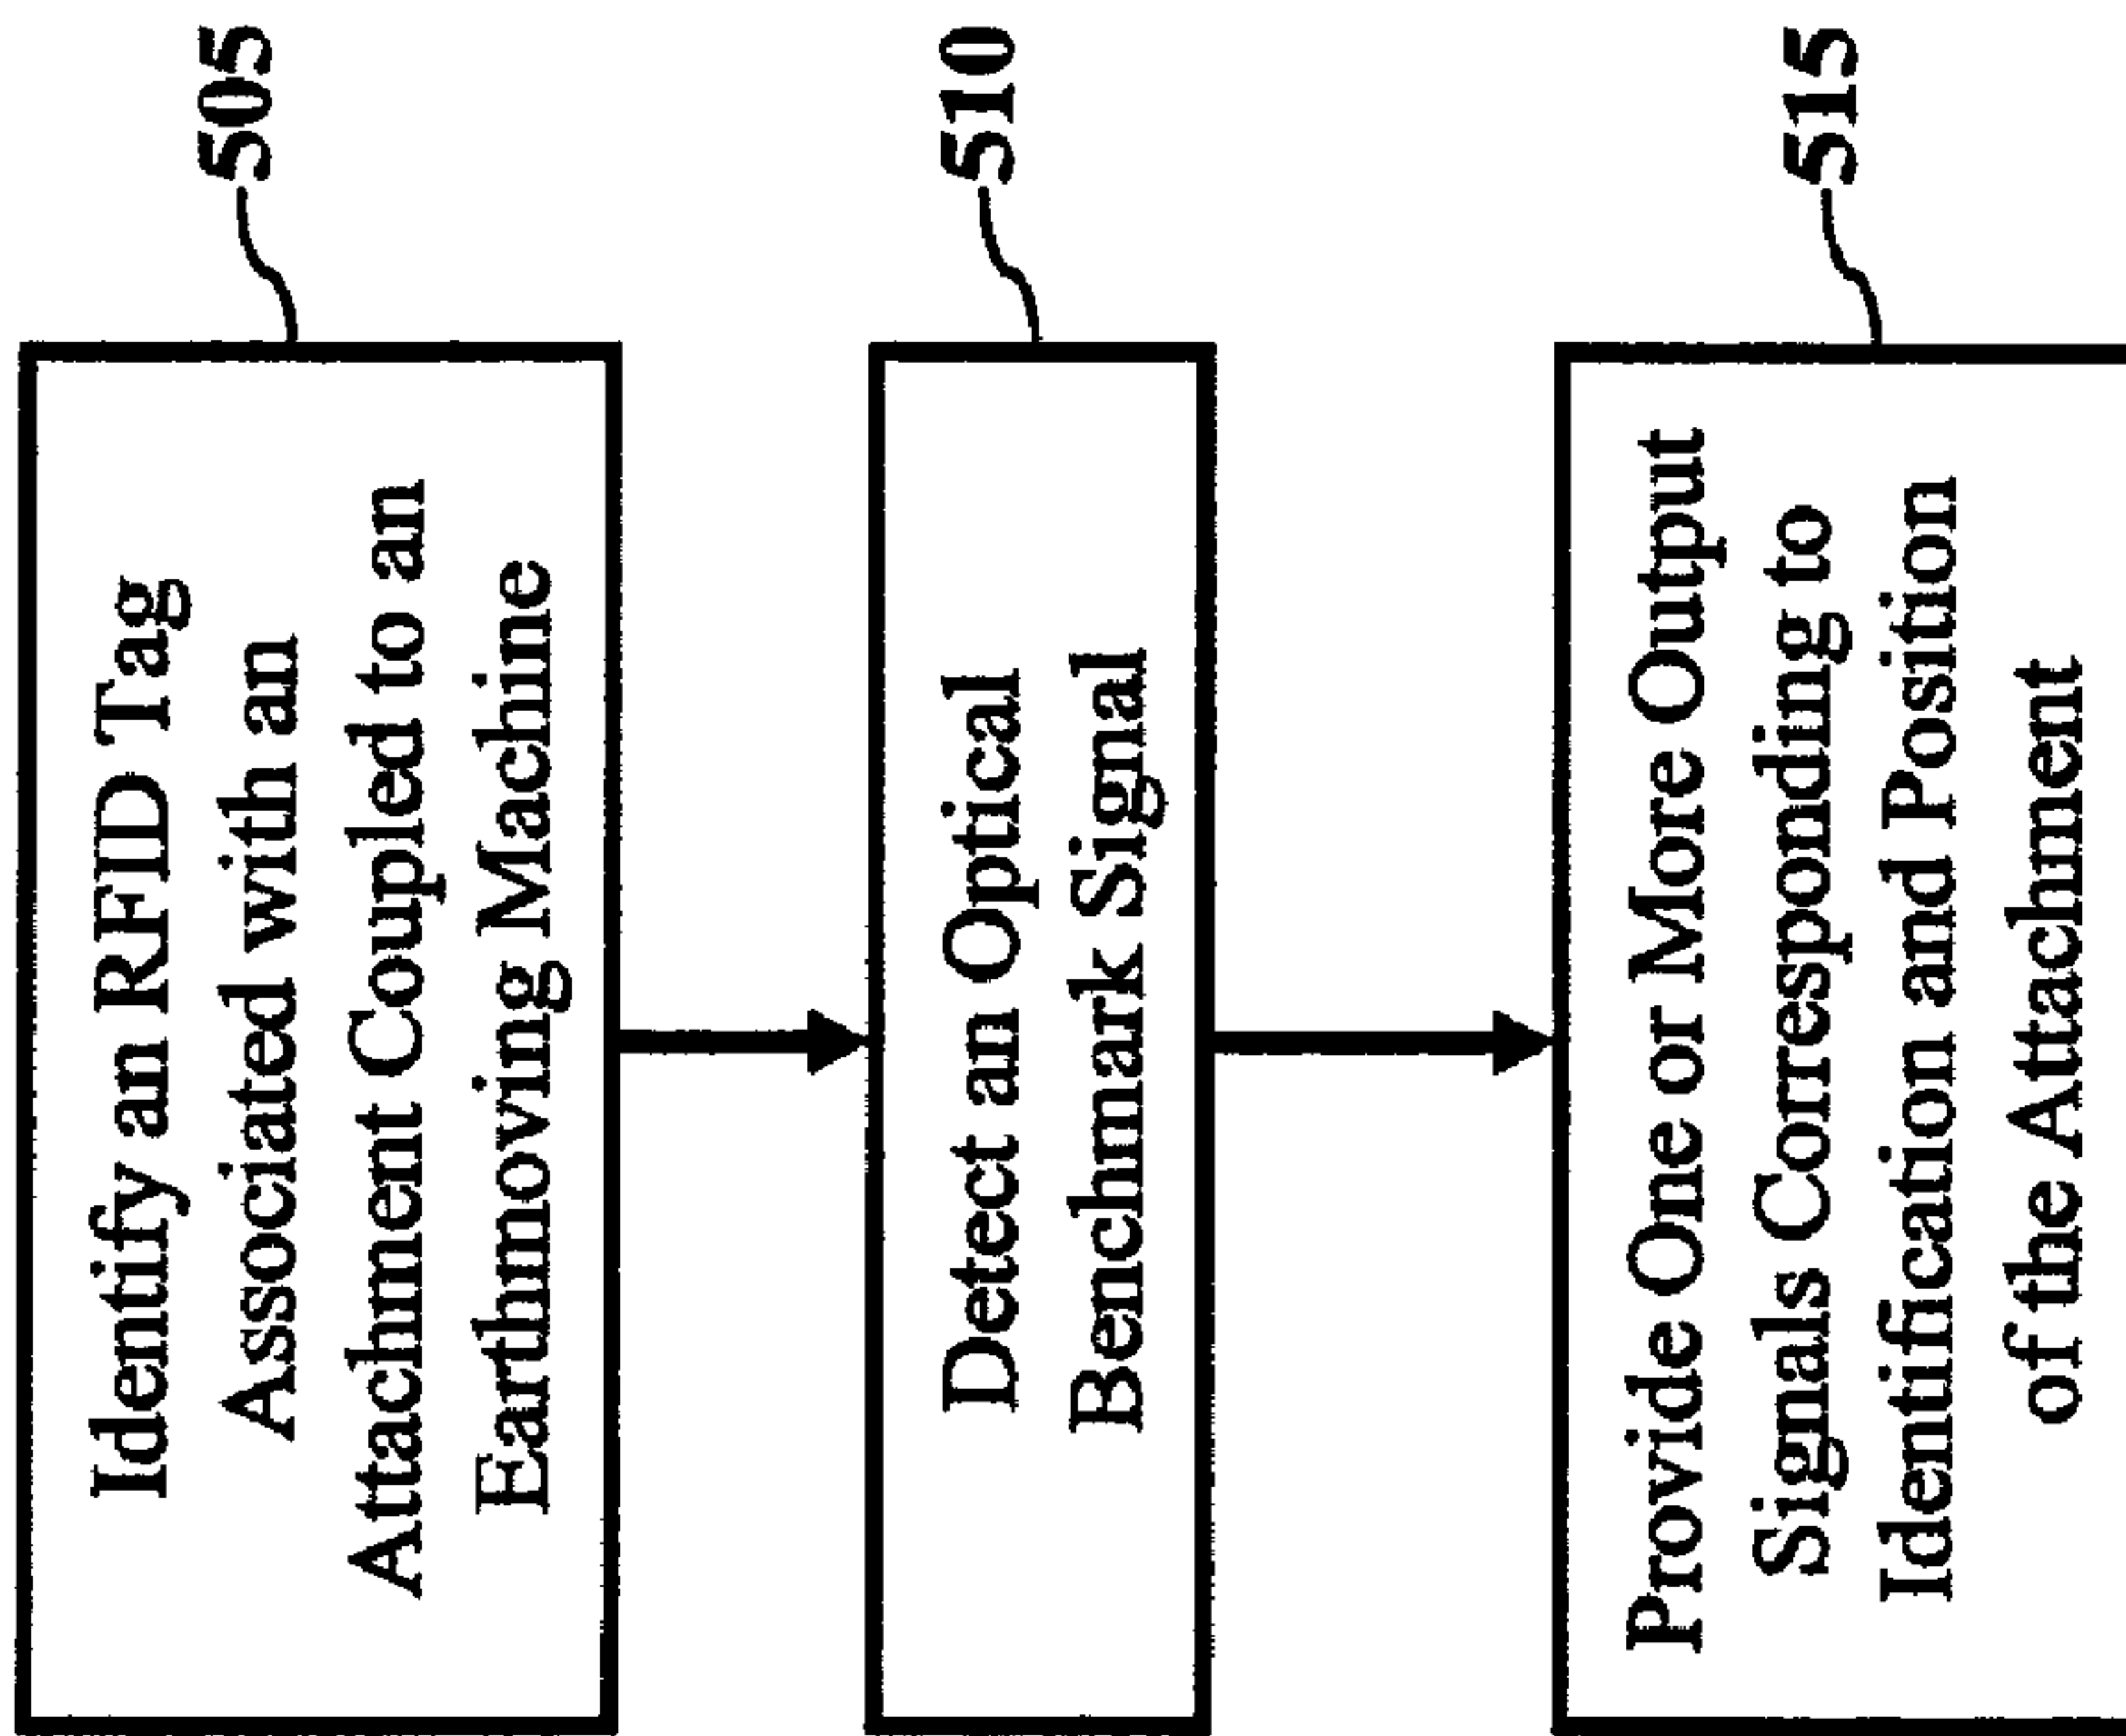 Identify an RFID Tag
Associated with an
Attachment Coupled to an
Earthmoving Machine
505
Detect an Optical
Benchmark Signal
510
Provide One or More Output
Signals Corresponding to
Identification and Position
of the Attachment
515